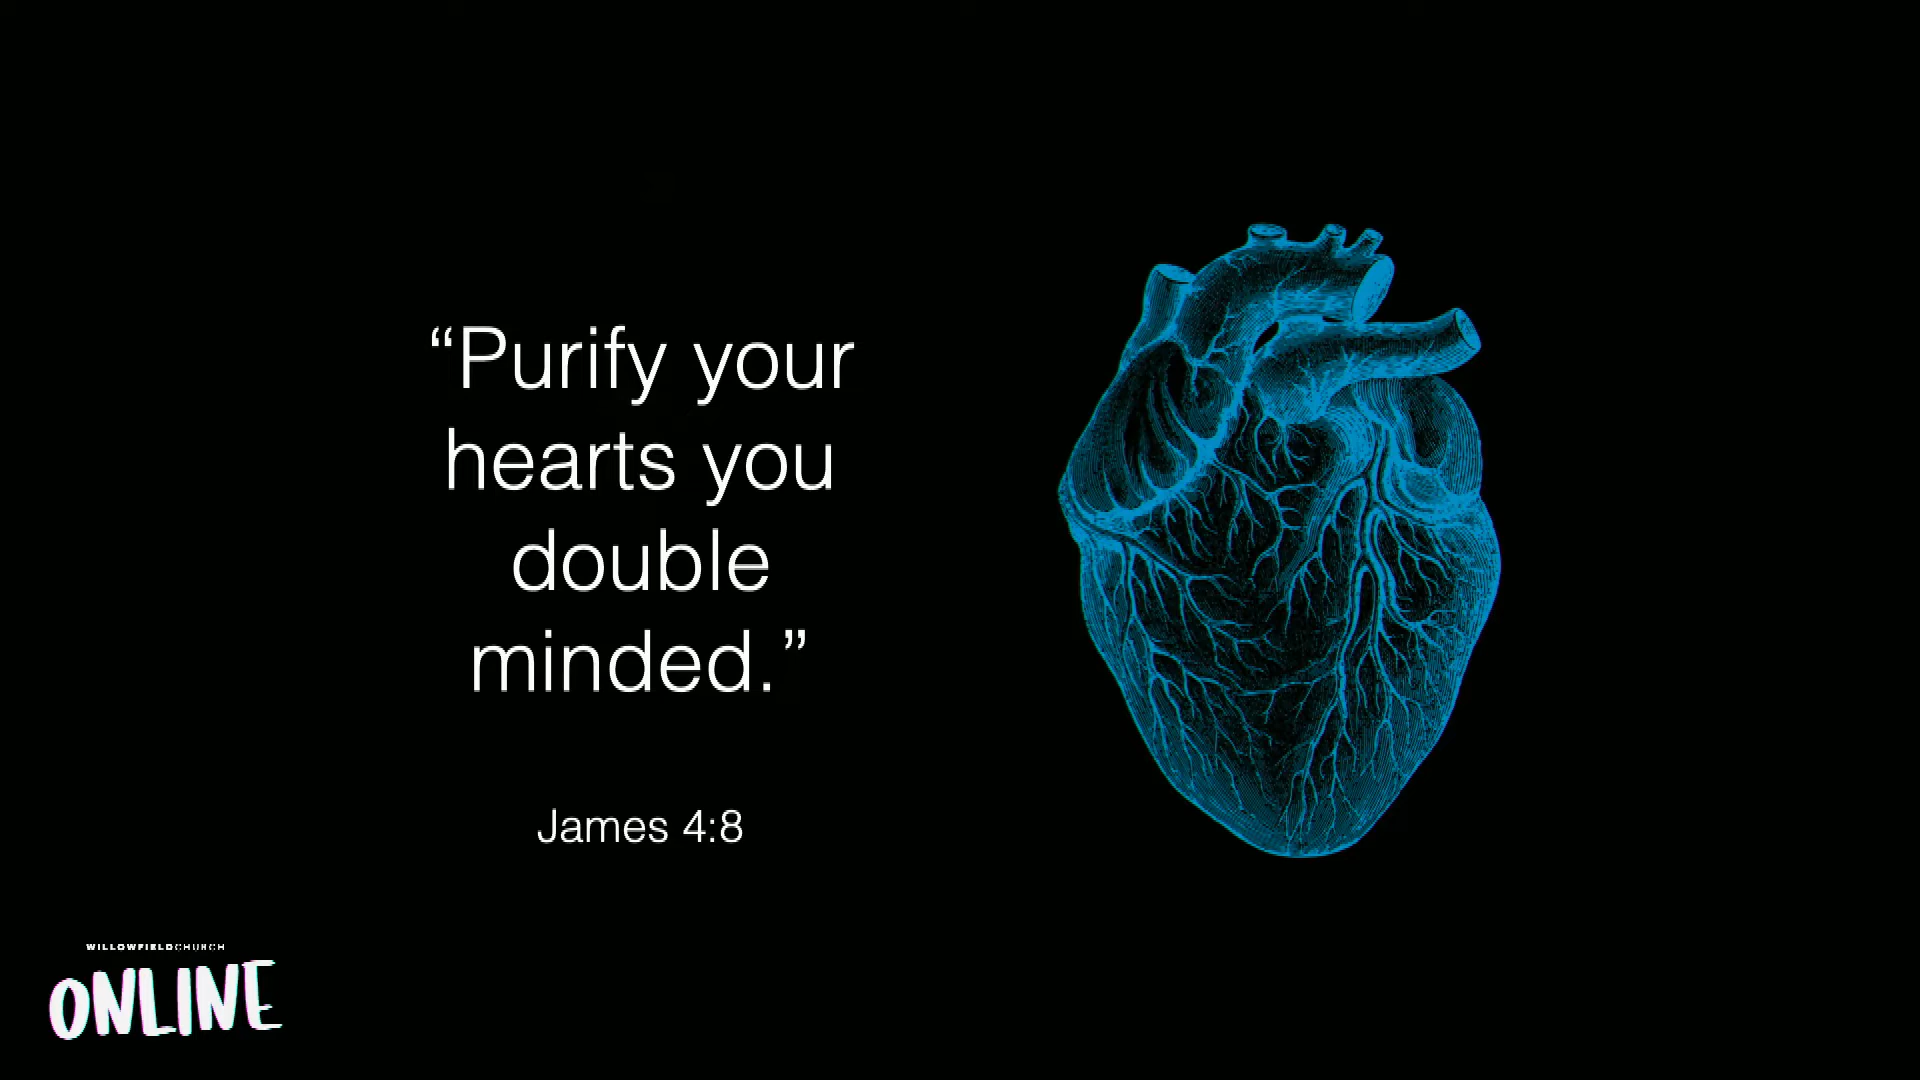 “Purify your
hearts you
double
minded.”
James 4:8
WILLOWFIELDCHURCH
ONLINE